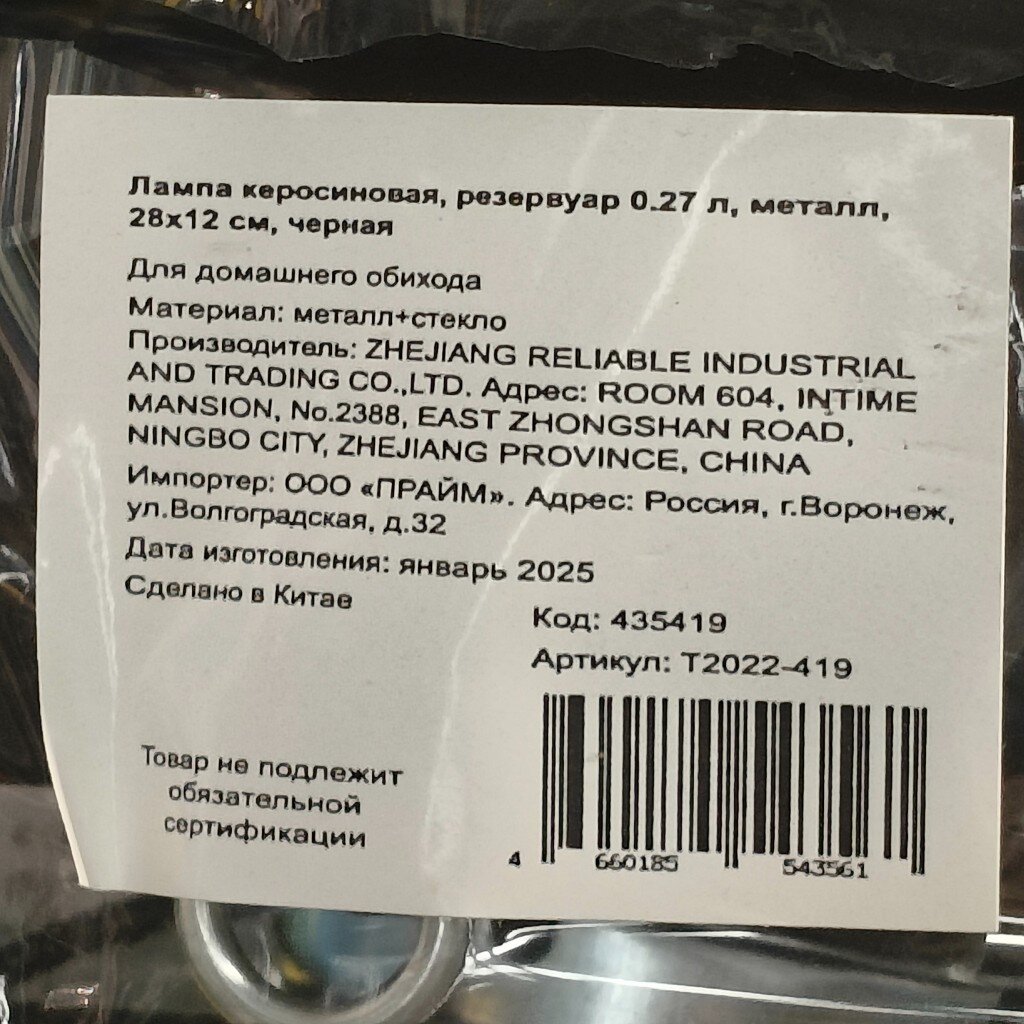 Лампа керосиновая, резервуар 0.27 л, металл,
28х12 см, черная
Для домашнего обихода
Материал: металл+стекло
Производитель: ZHEJIANG RELIABLE INDUSTRIAL
AND TRADING CO.,LTD. Адрес: ROOM 604, INTIME
MANSION, No.2388, EAST ZHONGSHAN ROAD,
NINGBO CITY, ZHEJIANG PROVINCE, CHINA
Импортер: ООО «ПРАЙМ». Адрес: Россия, г.Воронеж,
ул.Волгоградская, д.32
Дата изготовления: январь 2025
Сделано в Китае
Код: 435419
Артикул: Т2022-419
Товар не подлежит
обязательной
сертификации
4 660185 543561